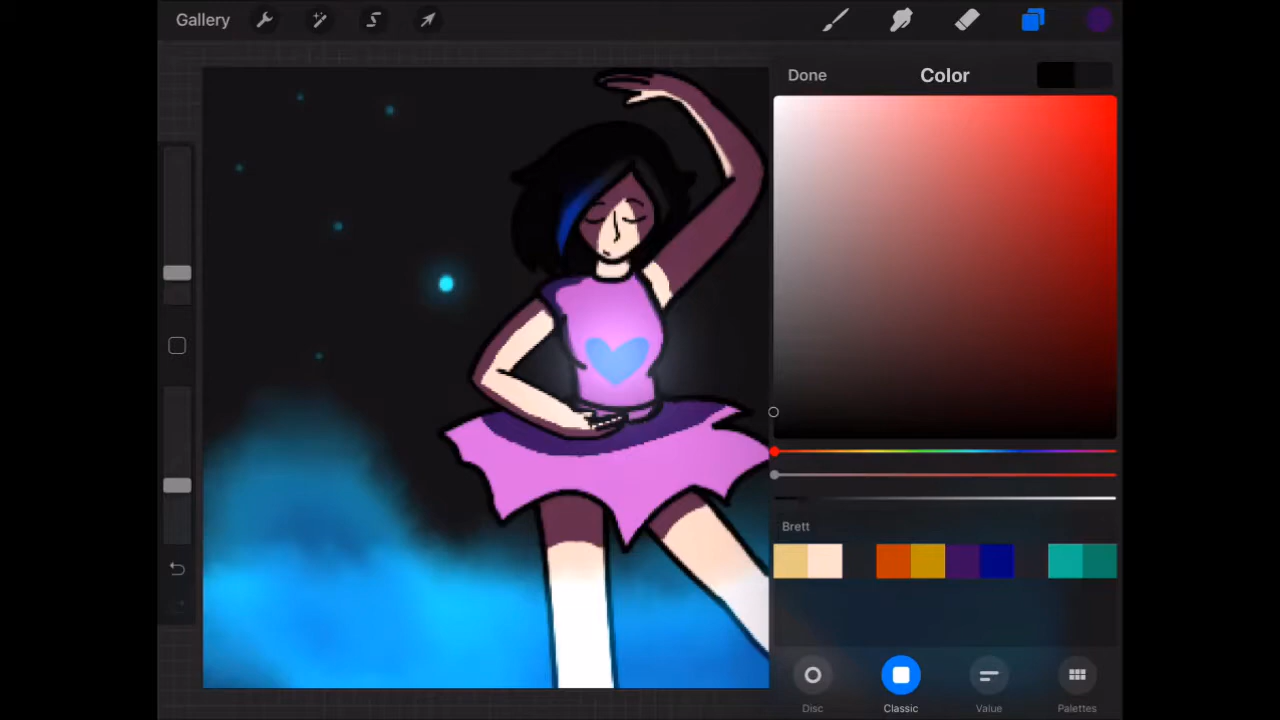 Gallery
Done
Color
Brett
Disc
Classic
Value
Palettes